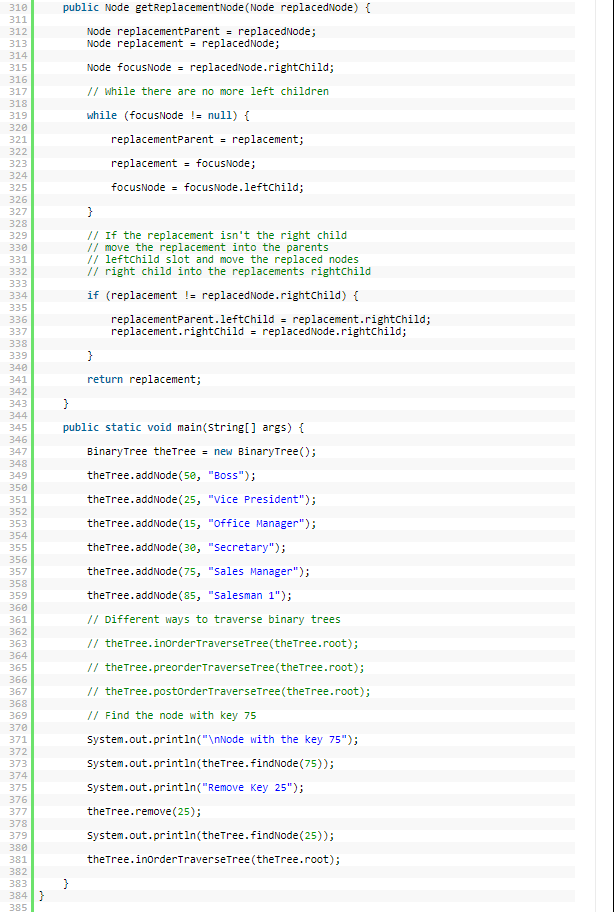 310 public Node getReplacementNode(Node replacedNode) {
311
312 Node replacementParent = replacedNode;
313 Node replacement = replacedNode;
314
315 Node focusNode = replacedNode.rightChild;
316
317 // While there are no more left children
318
319 while (focusNode != null) {
320
321 replacementParent = replacement;
322
323 replacement = focusNode;
324
325 focusNode = focusNode.leftChild;
326
327 }
328
329 // If the replacement isn't the right child
330 // move the replacement into the parents
331 // leftChild slot and move the replaced nodes
332 // right child into the replacements rightChild
333
334 if (replacement != replacedNode.rightChild) {
335
336 replacementParent.leftChild = replacement.rightChild;
337 replacement.rightChild = replacedNode.rightChild;
338
339 }
340
341 return replacement;
342
343 }
344
345 public static void main(String[] args) {
346
347 BinaryTree theTree = new BinaryTree();
348
349 theTree.addNode(50, "Boss");
350
351 theTree.addNode(25, "Vice President");
352
353 theTree.addNode(15, "Office Manager");
354
355 theTree.addNode(30, "Secretary");
356
357 theTree.addNode(75, "Sales Manager");
358
359 theTree.addNode(85, "Salesman 1");
360
361 // Different ways to traverse binary trees
362
363 // theTree.inOrderTraverseTree(theTree.root);
364
365 // theTree.preorderTraverseTree(theTree.root);
366
367 // theTree.postOrderTraverseTree(theTree.root);
368
369 // Find the node with key 75
370
371 System.out.println("\nNode with the key 75");
372
373 System.out.println(theTree.findNode(75));
374
375 System.out.println("Remove Key 25");
376
377 theTree.remove(25);
378
379 System.out.println(theTree.findNode(25));
380
381 theTree.inOrderTraverseTree(theTree.root);
382
383 }
384 }
385